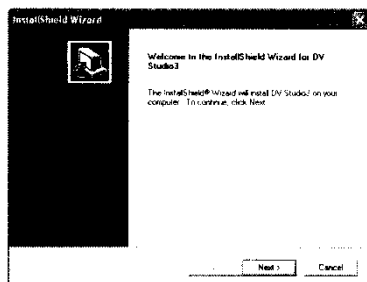 InstallShield Wizard
Welcome to the InstallShield Wizard for DV
Studio3
The InstallShield® Wizard will install DV Studio3 on your
computer. To continue, click Next.
Next >
Cancel